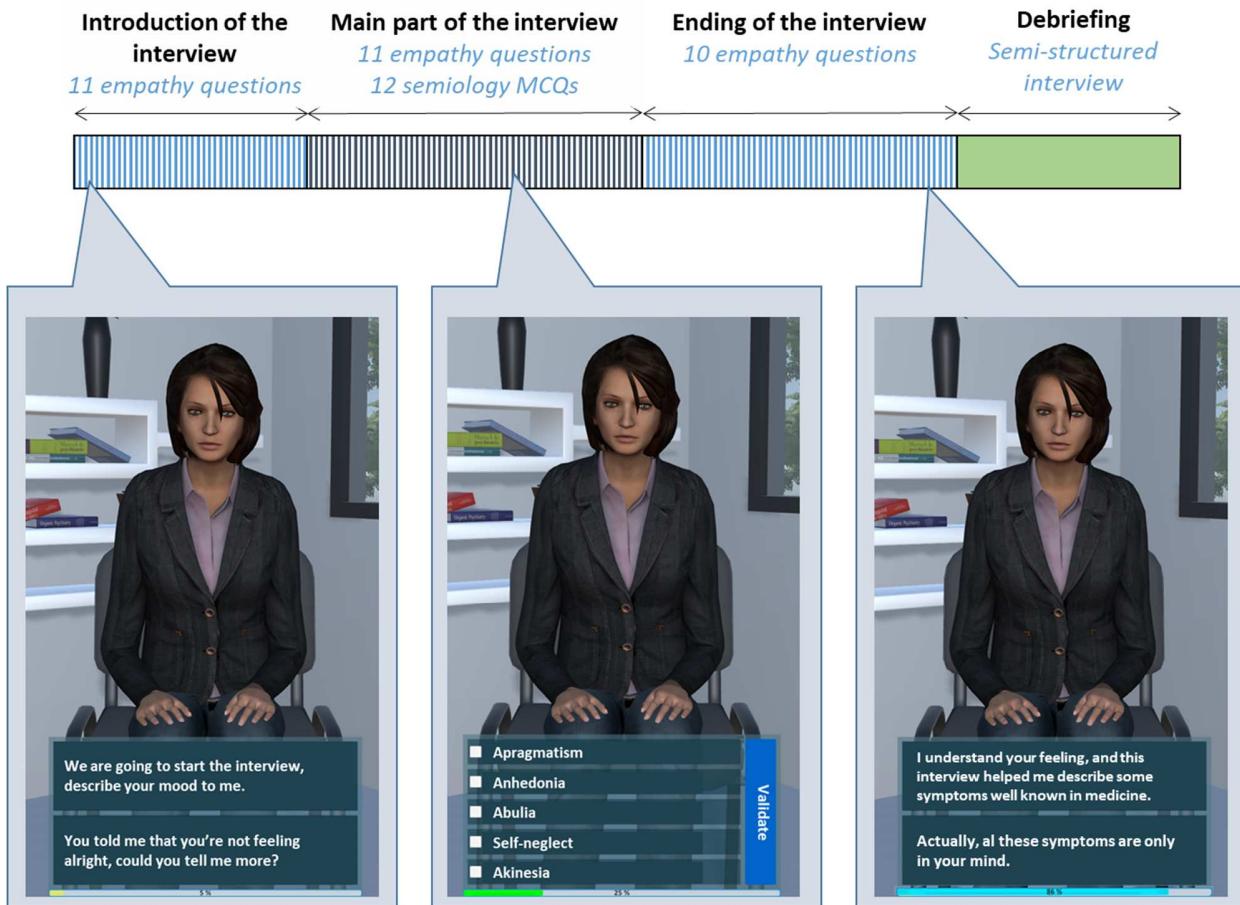 Introduction of the
interview
11 empathy questions
Main part of the interview
11 empathy questions
12 semiology MCQs
Ending of the interview
10 empathy questions
Debriefing
Semi-structured
interview
We are going to start the interview,
describe your mood to me.
You told me that you're not feeling
alright, could you tell me more?
5 %
Apragmatism
Anhedonia
Abulia
Self-neglect
Akinesia
Validate
25 %
I understand your feeling, and this
interview helped me describe some
symptoms well known in medicine.
Actually, al these symptoms are only
in your mind.
86 %